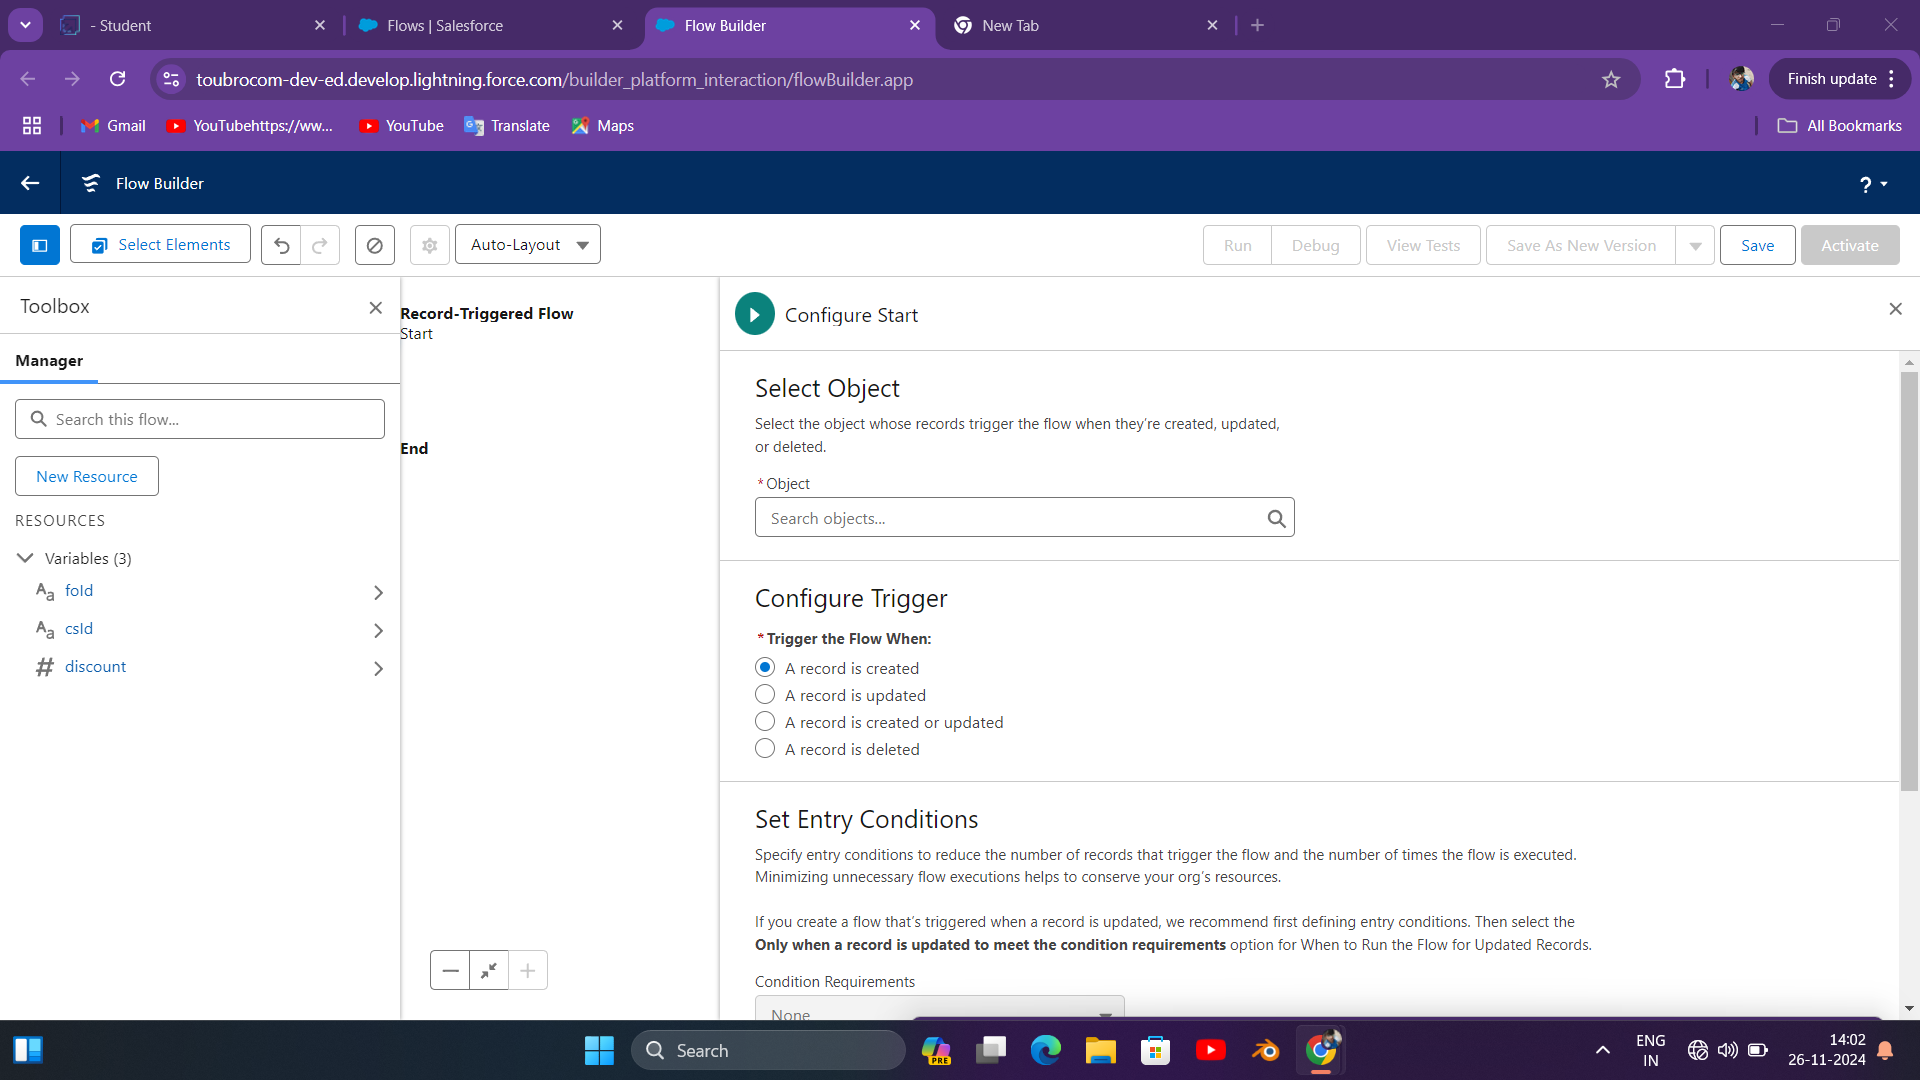 - Student
Flows | Salesforce
Flow Builder
New Tab
toubrocom-dev-ed.develop.lightning.force.com/builder_platform_interaction/flowBuilder.app
Finish update
Gmail
YouTubehttps://ww...
YouTube
Translate
Maps
All Bookmarks
Flow Builder
?
Select Elements
Auto-Layout
Run
Debug
View Tests
Save As New Version
Save
Activate
Toolbox
Manager
Search this flow...
New Resource
RESOURCES
Variables (3)
foId
csId
discount
Record-Triggered Flow
Start
End
Configure Start
Select Object
Select the object whose records trigger the flow when they're created, updated,
or deleted.
*Object
Search objects...
Configure Trigger
*Trigger the Flow When:
A record is created
A record is updated
A record is created or updated
A record is deleted
Set Entry Conditions
Specify entry conditions to reduce the number of records that trigger the flow and the number of times the flow is executed.
Minimizing unnecessary flow executions helps to conserve your org's resources.
If you create a flow that's triggered when a record is updated, we recommend first defining entry conditions. Then select the
Only when a record is updated to meet the condition requirements option for When to Run the Flow for Updated Records.
Condition Requirements
None
Search
PRE
ENG
IN
14:02
26-11-2024